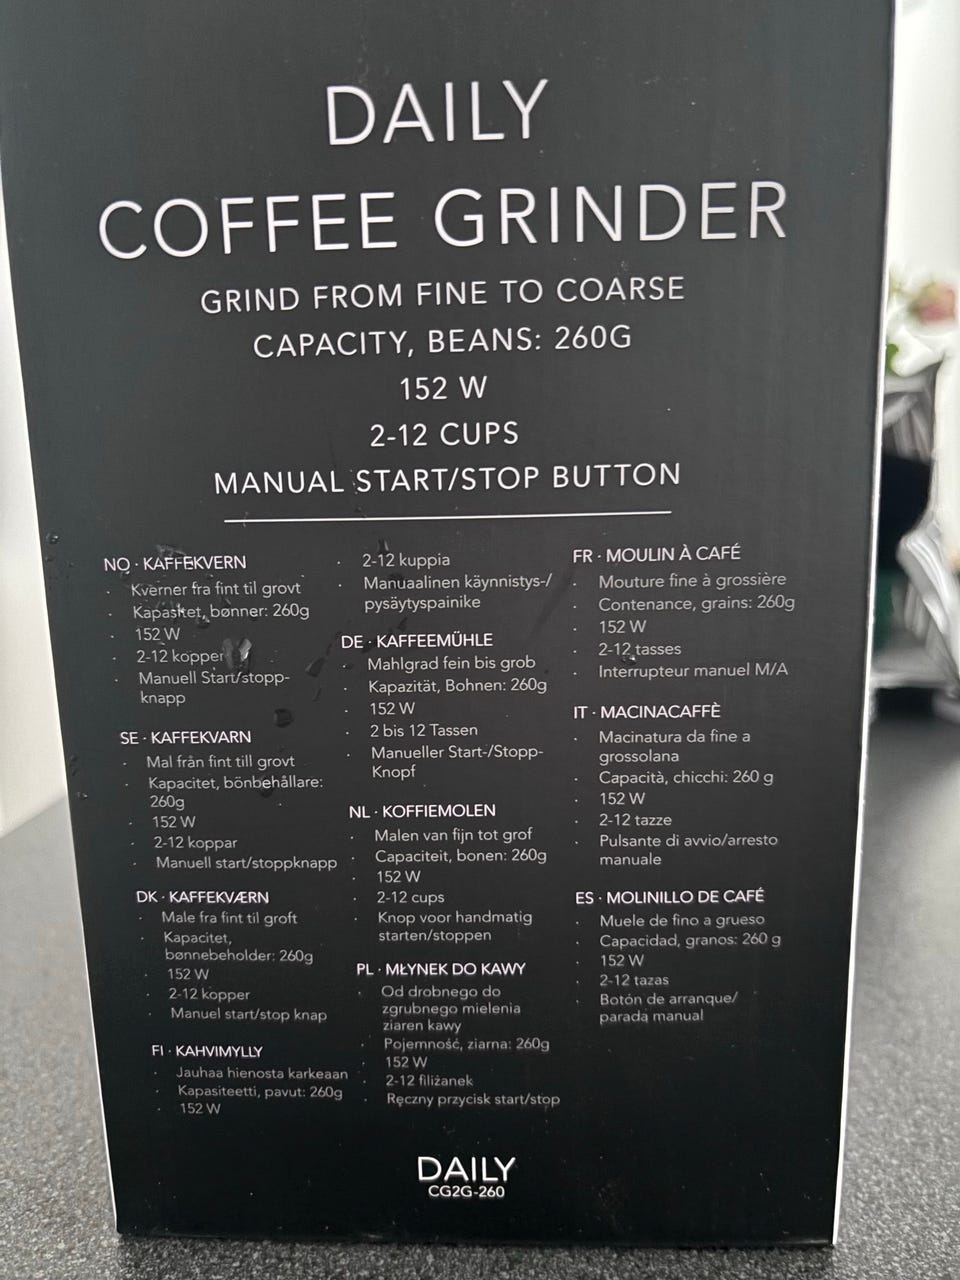 DAILY
COFFEE GRINDER
GRIND FROM FINE TO COARSE
CAPACITY, BEANS: 260G
152 W
2-12 CUPS
MANUAL START/STOP BUTTON
NO · KAFFEKVERN
· Kverner fra fint til grovt
· Kapasitet, bønner: 260g
· 152 W
· 2-12 kopper
· Manuell Start/stopp-
knapp
SE · KAFFEKVARN
· Mal från fint till grovt
· Kapacitet, bönbehållare:
260g
· 152 W
· 2-12 koppar
· Manuell start/stoppknapp
DK · KAFFEKVÆRN
· Male fra fint til groft
· Kapacitet,
bønnebeholder: 260g
· 152 W
· 2-12 kopper
· Manuel start/stop knap
FI · KAHVIMYLLY
· Jauhaa hienosta karkeaan
· Kapasiteetti, pavut: 260g
· 152 W
· 2-12 kuppia
· Manuaalinen käynnistys-/
pysäytyspainike
DE · KAFFEEMÜHLE
· Mahlgrad fein bis grob
· Kapazität, Bohnen: 260g
· 152 W
· 2 bis 12 Tassen
· Manueller Start-/Stopp-
Knopf
NL · KOFFIEMOLEN
· Malen van fijn tot grof
· Capaciteit, bonen: 260g
· 152 W
· 2-12 cups
· Knop voor handmatig
starten/stoppen
PL · MŁYNEK DO KAWY
· Od drobnego do
zgrubnego mielenia
ziaren kawy
· Pojemność, ziarna: 260g
· 152 W
· 2-12 filiżanek
· Ręczny przycisk start/stop
FR · MOULIN À CAFÉ
· Mouture fine à grossière
· Contenance, grains: 260g
· 152 W
· 2-12 tasses
· Interrupteur manuel M/A
IT · MACINACAFFÈ
· Macinatura da fine a
grossolana
· Capacità, chicchi: 260 g
· 152 W
· 2-12 tazze
· Pulsante di avvio/arresto
manuale
ES · MOLINILLO DE CAFÉ
· Muele de fino a grueso
· Capacidad, granos: 260 g
· 152 W
· 2-12 tazas
· Botón de arranque/
parada manual
DAILY
CG2G-260